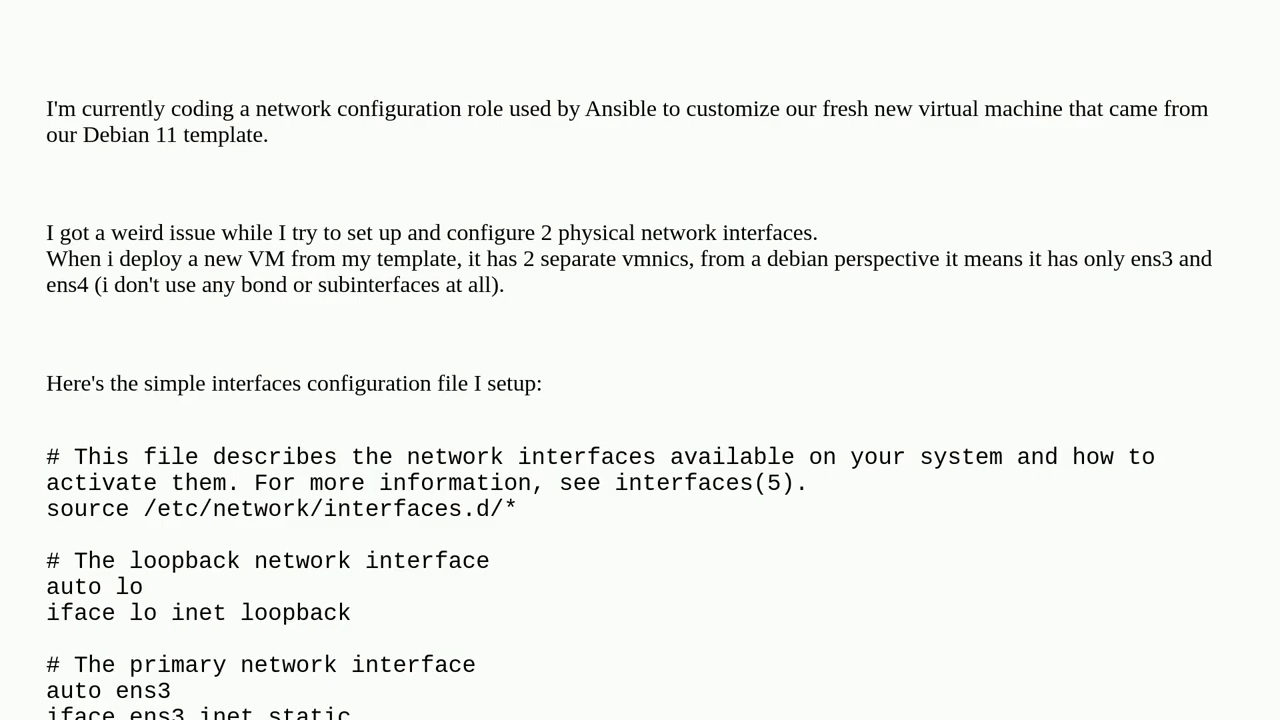 I'm currently coding a network configuration role used by Ansible to customize our fresh new virtual machine that came from
our Debian 11 template.
I got a weird issue while I try to set up and configure 2 physical network interfaces.
When i deploy a new VM from my template, it has 2 separate vmnics, from a debian perspective it means it has only ens3 and
ens4 (i don't use any bond or subinterfaces at all).
Here's the simple interfaces configuration file I setup:
# This file describes the network interfaces available on your system and how to
activate them. For more information, see interfaces(5).
source /etc/network/interfaces.d/*
# The loopback network interface
auto lo
iface lo inet loopback
# The primary network interface
auto ens3
iface ens3 inet static